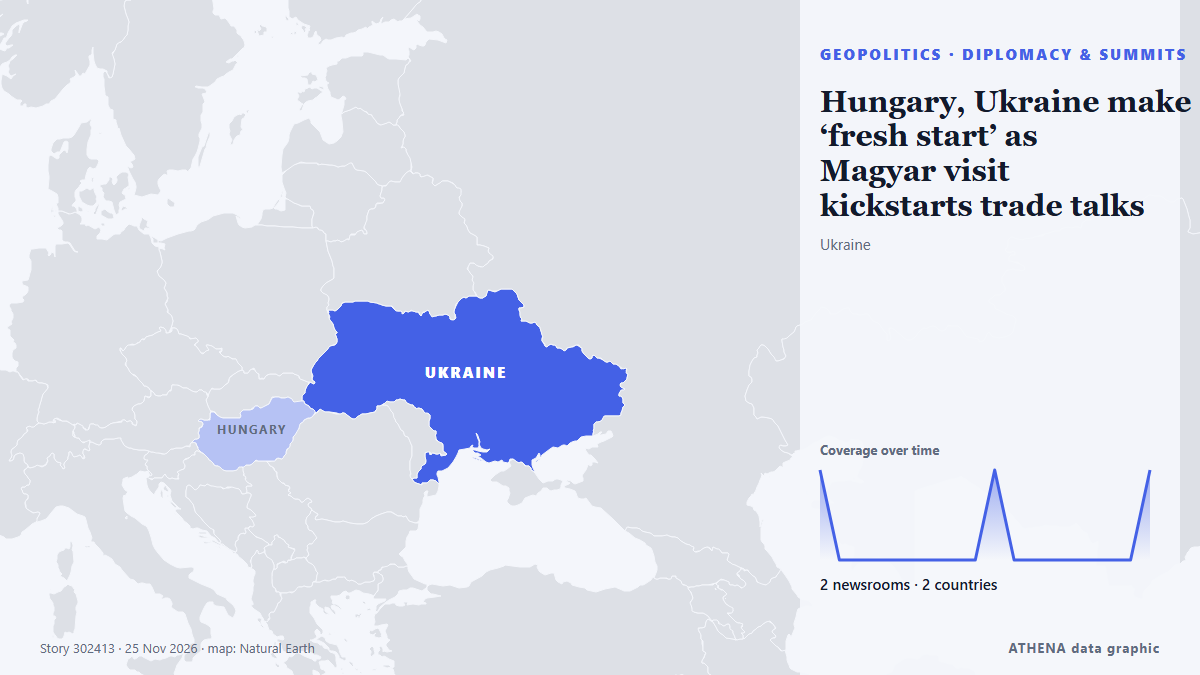 GEOPOLITICS · DIPLOMACY & SUMMITS
Hungary, Ukraine make
‘fresh start’ as
Magyar visit
kickstarts trade talks
Ukraine
UKRAINE
HUNGARY
Coverage over time
2 newsrooms · 2 countries
Story 302413 · 25 Nov 2026 · map: Natural Earth
ATHENA data graphic